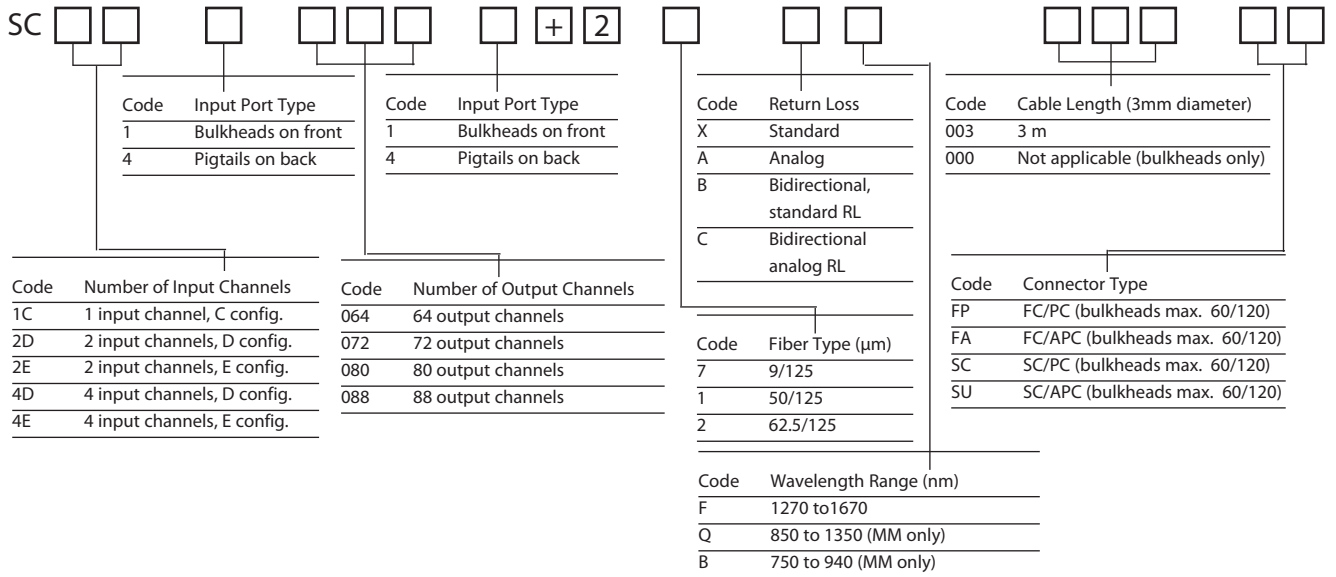 SC + 2
Code Input Port Type
1 Bulkheads on front
4 Pigtails on back
Code Input Port Type
1 Bulkheads on front
4 Pigtails on back
Code Return Loss
X Standard
A Analog
B Bidirectional,
standard RL
C Bidirectional
analog RL
Code Cable Length (3mm diameter)
003 3 m
000 Not applicable (bulkheads only)
Code Number of Input Channels
1C 1 input channel, C config.
2D 2 input channels, D config.
2E 2 input channels, E config.
4D 4 input channels, D config.
4E 4 input channels, E config.
Code Number of Output Channels
064 64 output channels
072 72 output channels
080 80 output channels
088 88 output channels
Code Fiber Type (µm)
7 9/125
1 50/125
2 62.5/125
Code Connector Type
FP FC/PC (bulkheads max. 60/120)
FA FC/APC (bulkheads max. 60/120)
SC SC/PC (bulkheads max. 60/120)
SU SC/APC (bulkheads max. 60/120)
Code Wavelength Range (nm)
F 1270 to1670
Q 850 to 1350 (MM only)
B 750 to 940 (MM only)